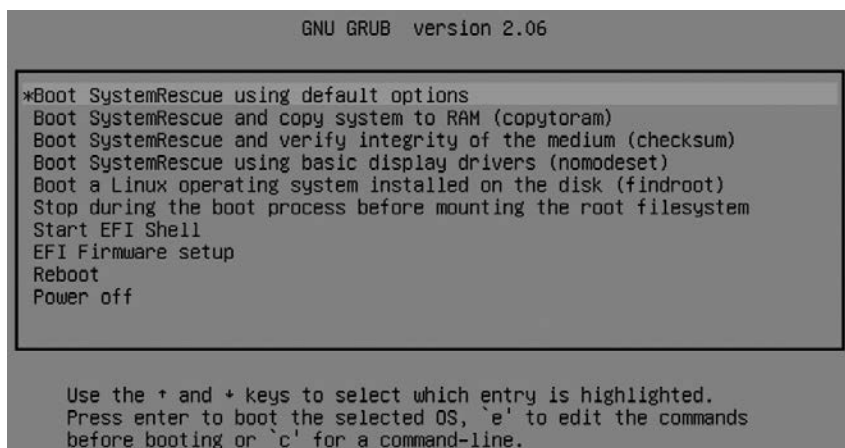 GNU GRUB version 2.06
*Boot SystemRescue using default options
Boot SystemRescue and copy system to RAM (copytoram)
Boot SystemRescue and verify integrity of the medium (checksum)
Boot SystemRescue using basic display drivers (nomodeset)
Boot a Linux operating system installed on the disk (findroot)
Stop during the boot process before mounting the root filesystem
Start EFI Shell
EFI Firmware setup
Reboot
Power off
Use the ↑ and ↓ keys to select which entry is highlighted.
Press enter to boot the selected OS, `e' to edit the commands
before booting or `c' for a command-line.